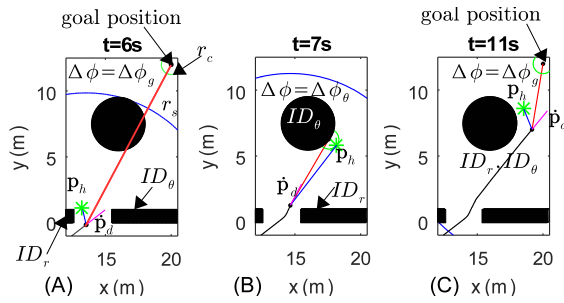 goal position
t=6s
t=7s
t=11s
r_c
Δϕ=Δϕ_g
Δϕ=Δϕ_θ
Δϕ=Δϕ_g
r_s
p_h
ID_θ
ṗ_d
ID_r
ID_θ
p_h
ṗ_d
ID_r
goal position
p_h
ṗ_d
ID_r, ID_θ
y (m)
10
5
0
15
20
x (m)
(A)
y (m)
10
5
0
15
20
x (m)
(B)
y (m)
10
5
0
15
20
x (m)
(C)